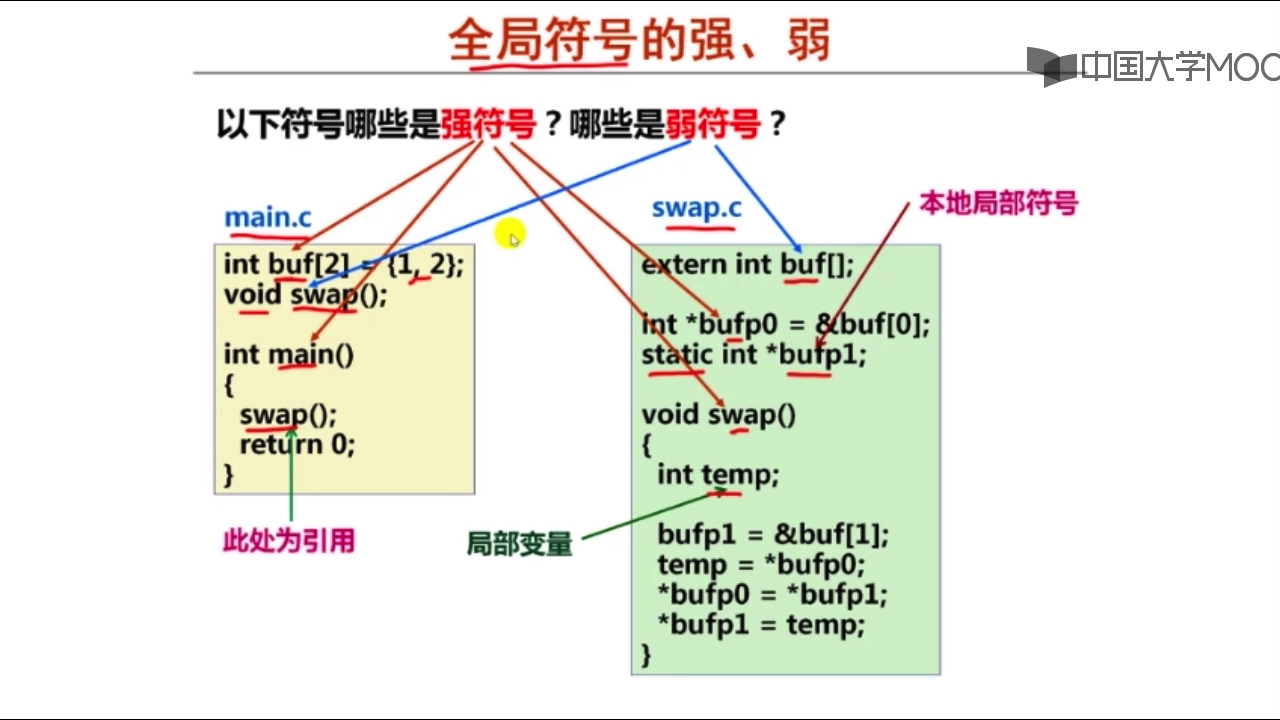 全局符号的强、弱
中国大学MOO
以下符号哪些是强符号？哪些是弱符号？
main.c
int buf[2] = {1, 2};
void swap();
int main()
{
swap();
return 0;
}
此处为引用
swap.c
本地局部符号
extern int buf[];
int *bufp0 = &buf[0];
static int *bufp1;
void swap()
{
int temp;
局部变量
bufp1 = &buf[1];
temp = *bufp0;
*bufp0 = *bufp1;
*bufp1 = temp;
}